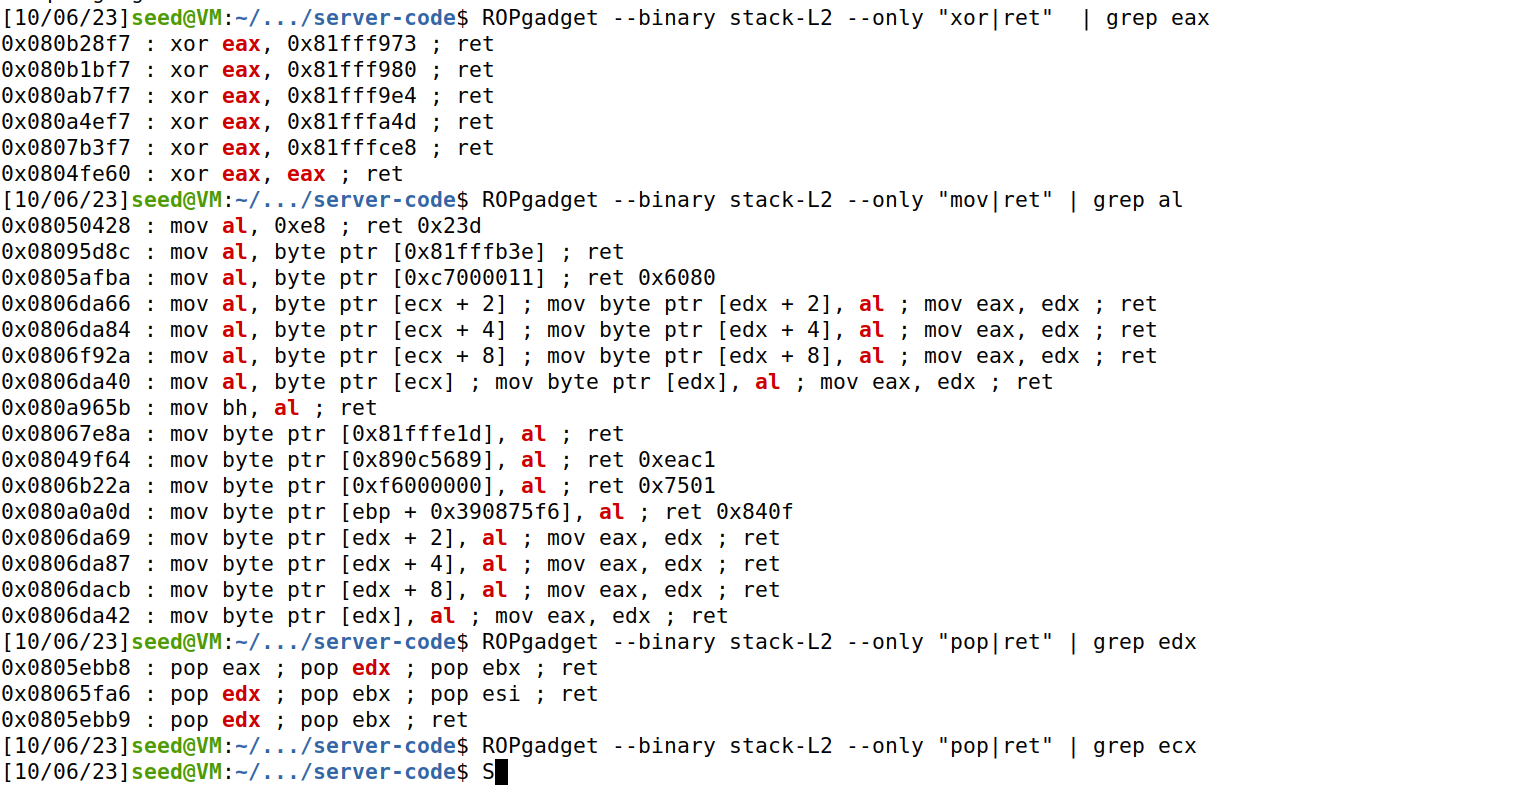 [10/06/23]seed@VM:~/.../server-code$ ROPgadget --binary stack-L2 --only "xor|ret"  | grep eax
0x080b28f7 : xor eax, 0x81fff973 ; ret
0x080b1bf7 : xor eax, 0x81fff980 ; ret
0x080ab7f7 : xor eax, 0x81fff9e4 ; ret
0x080a4ef7 : xor eax, 0x81fffa4d ; ret
0x0807b3f7 : xor eax, 0x81fffce8 ; ret
0x0804fe60 : xor eax, eax ; ret
[10/06/23]seed@VM:~/.../server-code$ ROPgadget --binary stack-L2 --only "mov|ret" | grep al
0x08050428 : mov al, 0xe8 ; ret 0x23d
0x08095d8c : mov al, byte ptr [0x81fffb3e] ; ret
0x0805afba : mov al, byte ptr [0xc7000011] ; ret 0x6080
0x0806da66 : mov al, byte ptr [ecx + 2] ; mov byte ptr [edx + 2], al ; mov eax, edx ; ret
0x0806da84 : mov al, byte ptr [ecx + 4] ; mov byte ptr [edx + 4], al ; mov eax, edx ; ret
0x0806f92a : mov al, byte ptr [ecx + 8] ; mov byte ptr [edx + 8], al ; mov eax, edx ; ret
0x0806da40 : mov al, byte ptr [ecx] ; mov byte ptr [edx], al ; mov eax, edx ; ret
0x080a965b : mov bh, al ; ret
0x08067e8a : mov byte ptr [0x81fffe1d], al ; ret
0x08049f64 : mov byte ptr [0x890c5689], al ; ret 0xeac1
0x0806b22a : mov byte ptr [0xf6000000], al ; ret 0x7501
0x080a0a0d : mov byte ptr [ebp + 0x390875f6], al ; ret 0x840f
0x0806da69 : mov byte ptr [edx + 2], al ; mov eax, edx ; ret
0x0806da87 : mov byte ptr [edx + 4], al ; mov eax, edx ; ret
0x0806dacb : mov byte ptr [edx + 8], al ; mov eax, edx ; ret
0x0806da42 : mov byte ptr [edx], al ; mov eax, edx ; ret
[10/06/23]seed@VM:~/.../server-code$ ROPgadget --binary stack-L2 --only "pop|ret" | grep edx
0x0805ebb8 : pop eax ; pop edx ; pop ebx ; ret
0x08065fa6 : pop edx ; pop ebx ; pop esi ; ret
0x0805ebb9 : pop edx ; pop ebx ; ret
[10/06/23]seed@VM:~/.../server-code$ ROPgadget --binary stack-L2 --only "pop|ret" | grep ecx
[10/06/23]seed@VM:~/.../server-code$ S